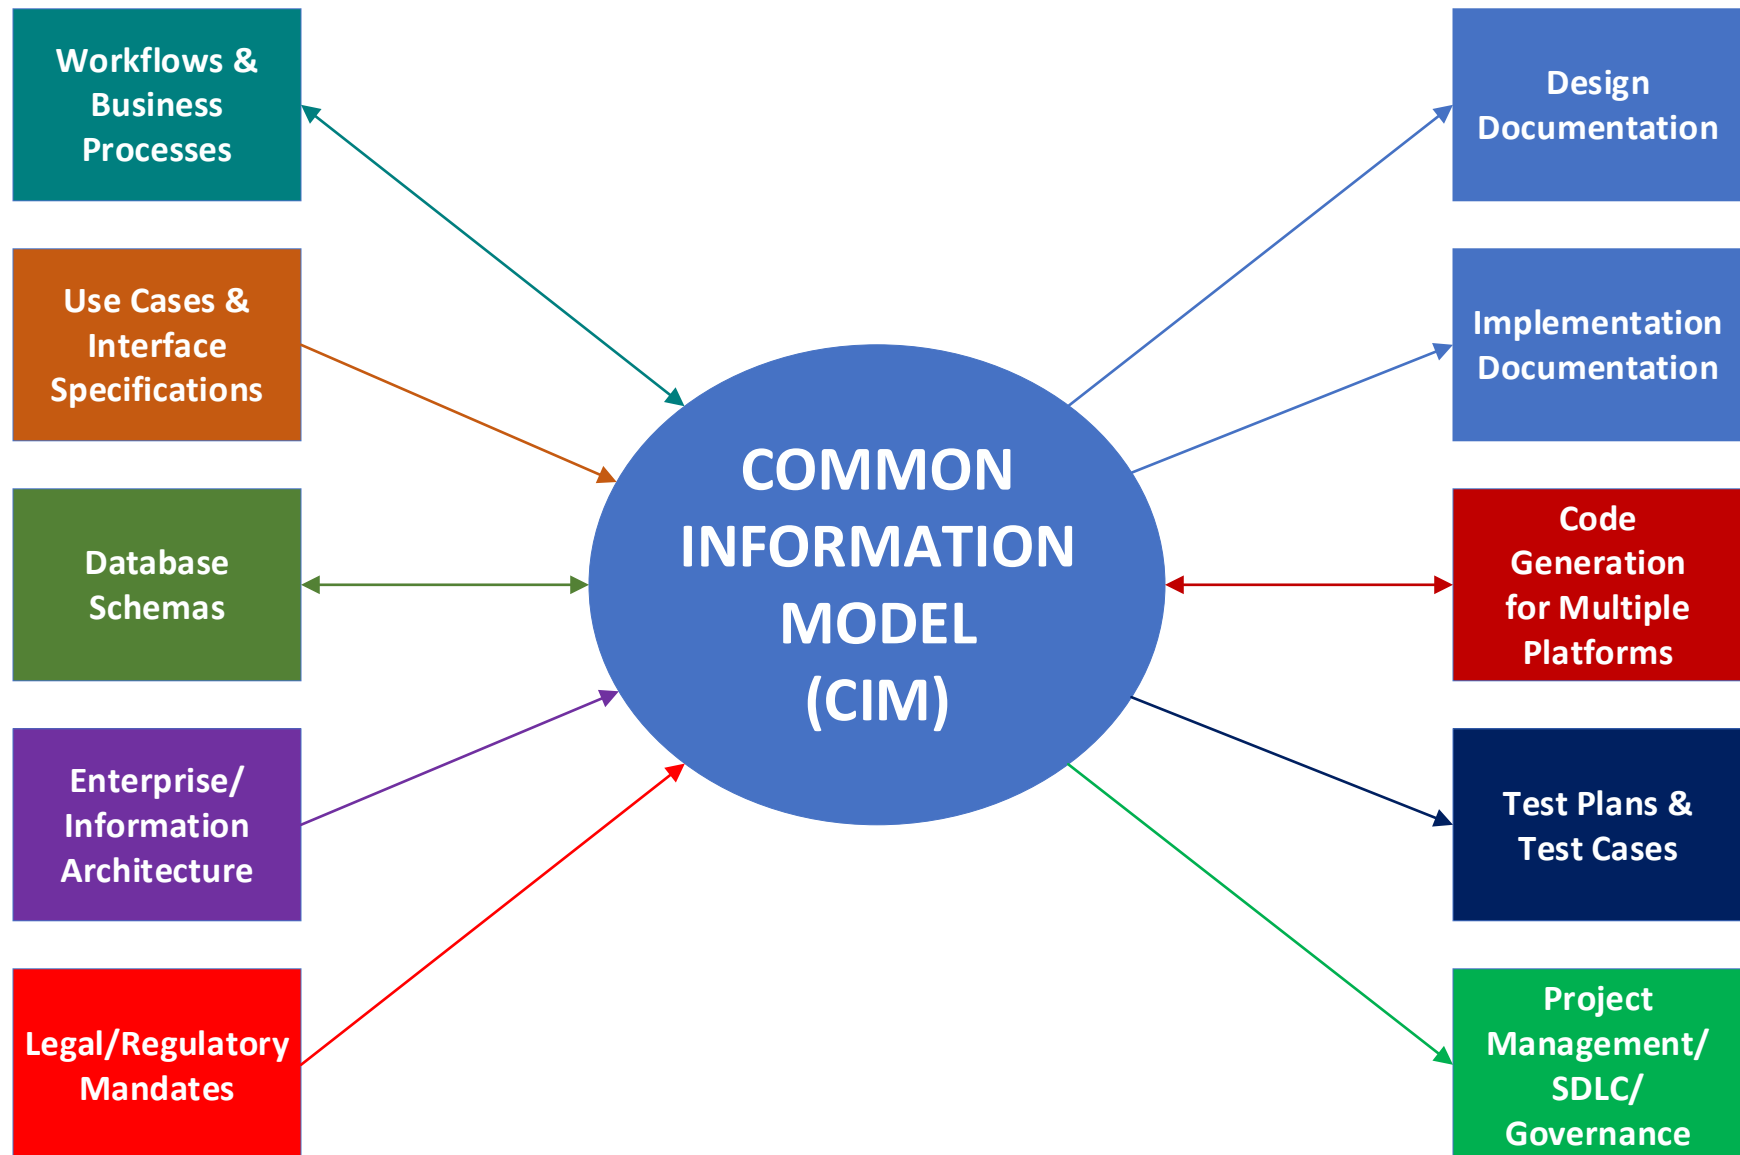 Workflows &
Business
Processes
Use Cases &
Interface
Specifications
Database
Schemas
Enterprise/
Information
Architecture
Legal/Regulatory
Mandates
COMMON
INFORMATION
MODEL
(CIM)
Design
Documentation
Implementation
Documentation
Code
Generation
for Multiple
Platforms
Test Plans &
Test Cases
Project
Management/
SDLC/
Governance